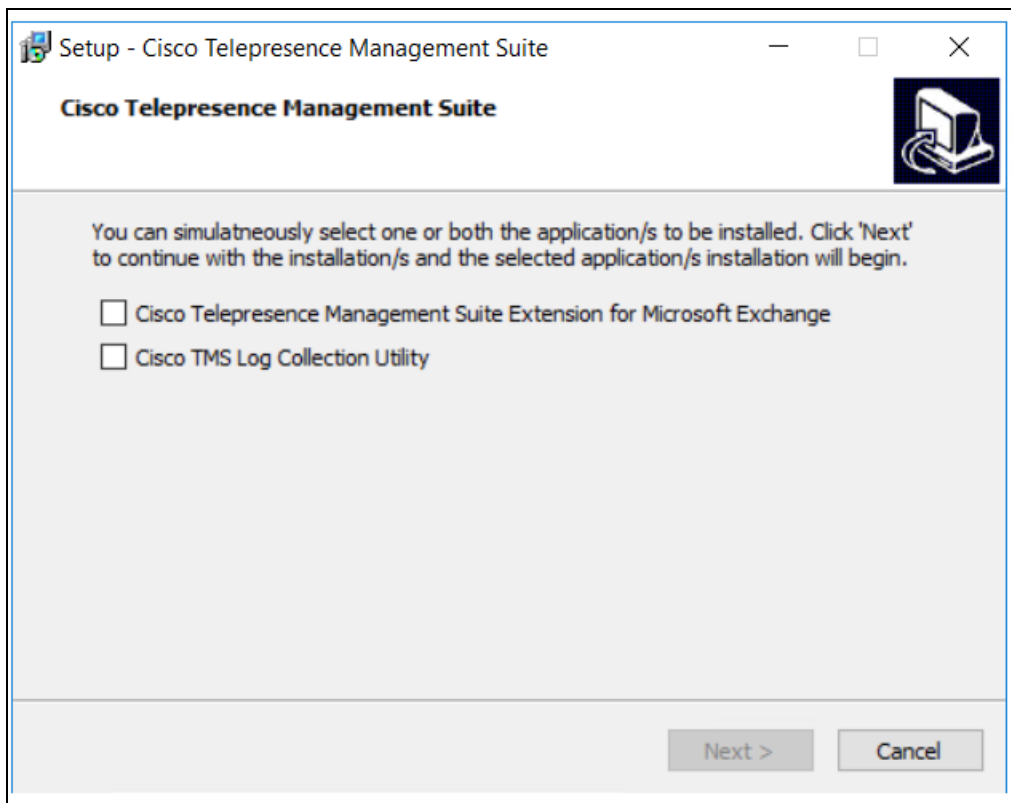 Setup - Cisco Telepresence Management Suite
Cisco Telepresence Management Suite
You can simulatneously select one or both the application/s to be installed. Click 'Next'
to continue with the installation/s and the selected application/s installation will begin.
Cisco Telepresence Management Suite Extension for Microsoft Exchange
Cisco TMS Log Collection Utility
Next >
Cancel